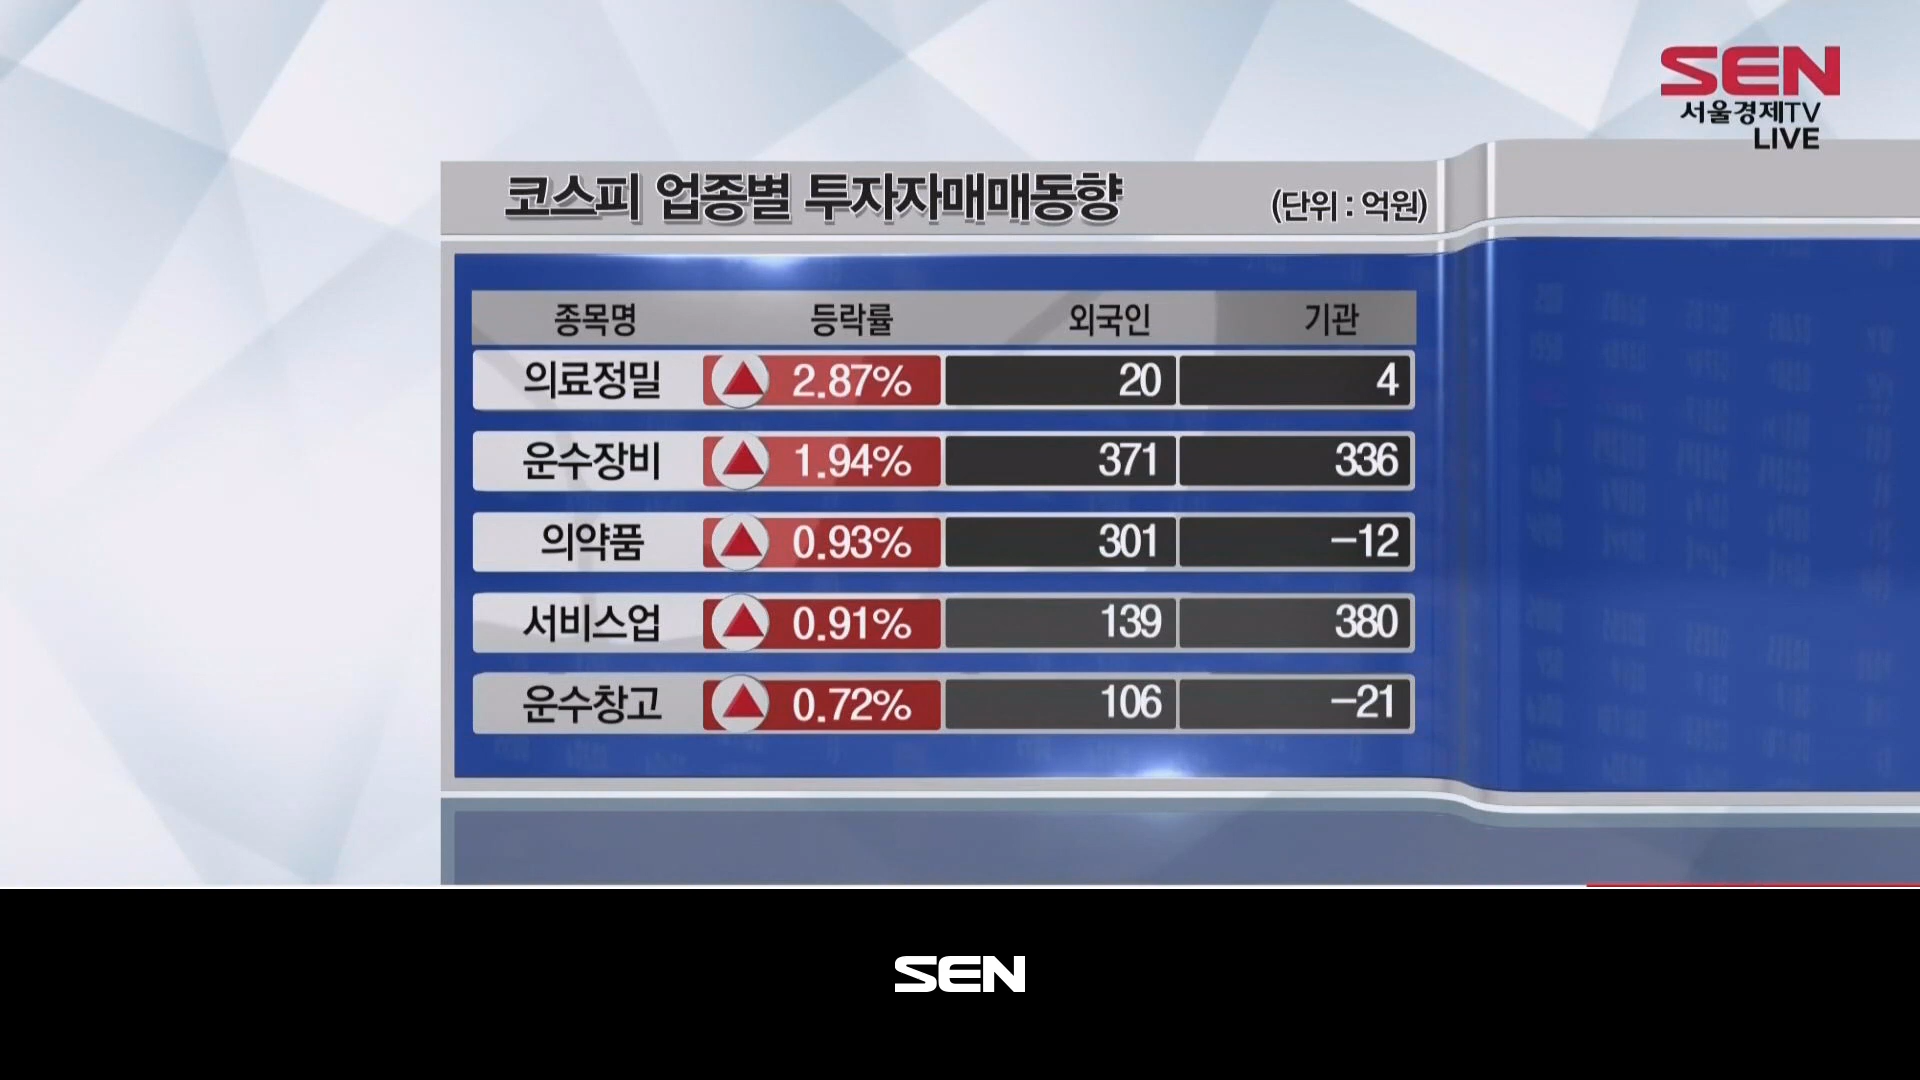 SEN
서울경제TV
LIVE
코스피 업종별 투자자매매동향 (단위 : 억원)
종목명 등락률 외국인 기관
의료정밀 ▲ 2.87% 20 4
운수장비 ▲ 1.94% 371 336
의약품 ▲ 0.93% 301 -12
서비스업 ▲ 0.91% 139 380
운수창고 ▲ 0.72% 106 -21
SEN